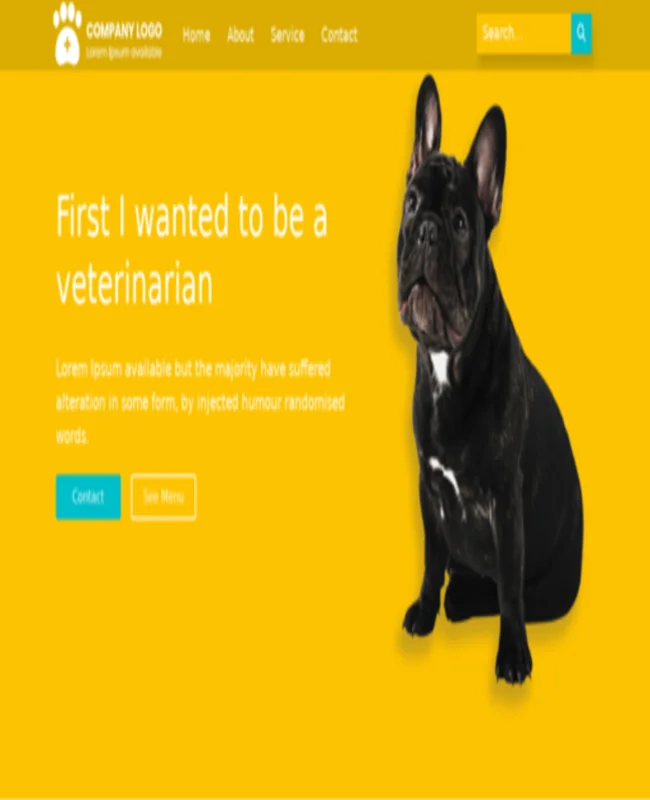 COMPANY LOGO
Lorem Ipsum available
Home About Service Contact
Search...
First I wanted to be a
veterinarian
Lorem Ipsum available but the majority have suffered
alteration in some form, by injected humour randomised
words.
Contact See Menu